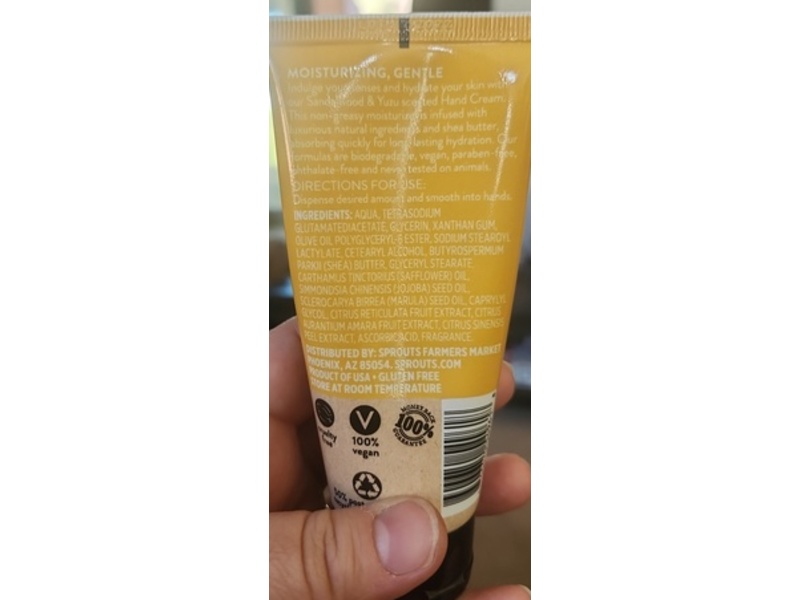 MOISTURIZING, GENTLE
Indulge your senses and hydrate your skin with
our Sandalwood & Yuzu scented Hand Cream.
This non-greasy moisturizer is infused with
luxurious natural ingredients and shea butter,
absorbing quickly for long-lasting hydration. Our
formulas are biodegradable, vegan, paraben-free,
phthalate-free and never tested on animals.
DIRECTIONS FOR USE:
Dispense desired amount and smooth into hands.
INGREDIENTS: AQUA, TETRASODIUM
GLUTAMATEDIACETATE, GLYCERIN, XANTHAN GUM,
OLIVE OIL POLYGLYCERYL-6 ESTER, SODIUM STEAROYL
LACTYLATE, CETEARYL ALCOHOL, BUTYROSPERMUM
PARKII (SHEA) BUTTER, GLYCERYL STEARATE,
CARTHAMUS TINCTORIUS (SAFFLOWER) OIL,
SIMMONDSIA CHINENSIS (JOJOBA) SEED OIL,
SCLEROCARYA BIRREA (MARULA) SEED OIL, CAPRYLYL
GLYCOL, CITRUS RETICULATA FRUIT EXTRACT, CITRUS
AURANTIUM AMARA FRUIT EXTRACT, CITRUS SINENSIS
PEEL EXTRACT, ASCORBIC ACID, FRAGRANCE.
DISTRIBUTED BY: SPROUTS FARMERS MARKET
PHOENIX, AZ 85054. SPROUTS.COM
PRODUCT OF USA • GLUTEN FREE
STORE AT ROOM TEMPERATURE
cruelty
free
V
100%
vegan
MONEY BACK
100%
GUARANTEE
50%